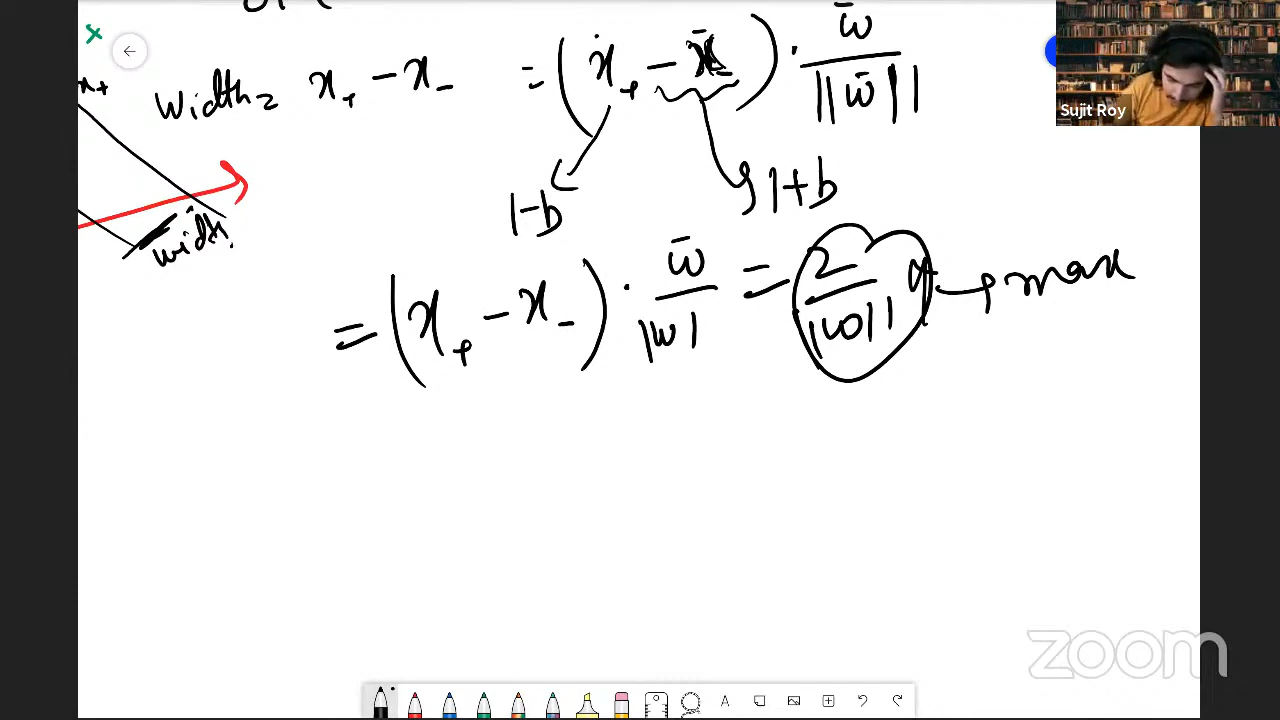 x₊
Width = x₊ - x₋ = (x₊ - x̄₋) · w̄ / ||w̄||
1-b
1+b
width
= (x₊ - x₋) · w̄ / |w| = 2 / ||w|| → max
Sujit Roy
zoom
A